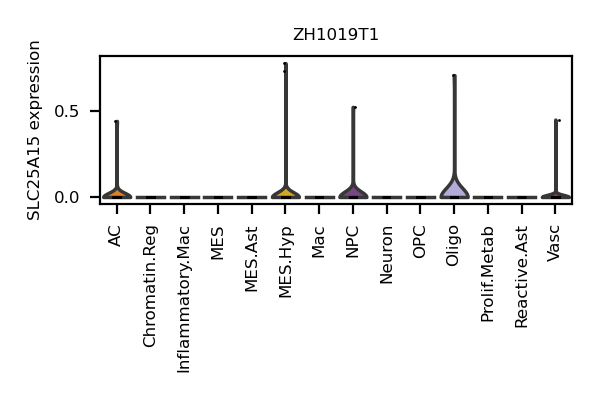 ZH1019T1
SLC25A15 expression
0.5
0.0
AC
Chromatin.Reg
Inflammatory.Mac
MES
MES.Ast
MES.Hyp
Mac
NPC
Neuron
OPC
Oligo
Prolif.Metab
Reactive.Ast
Vasc